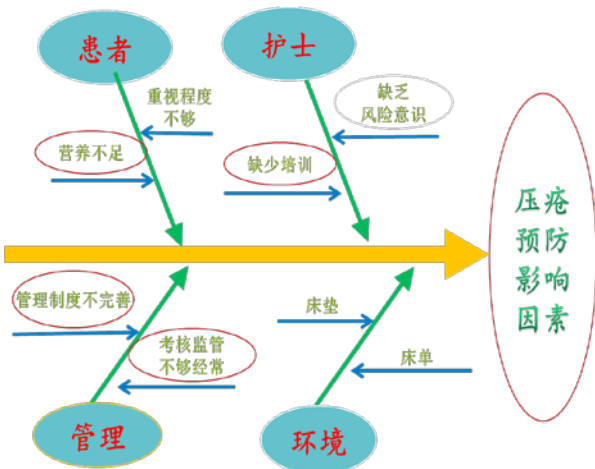 患者
护士
重视程度
不够
缺乏
风险意识
营养不足
缺少培训
压疮
预防
影响
因素
管理制度不完善
考核监管
不够经常
床垫
床单
管理
环境